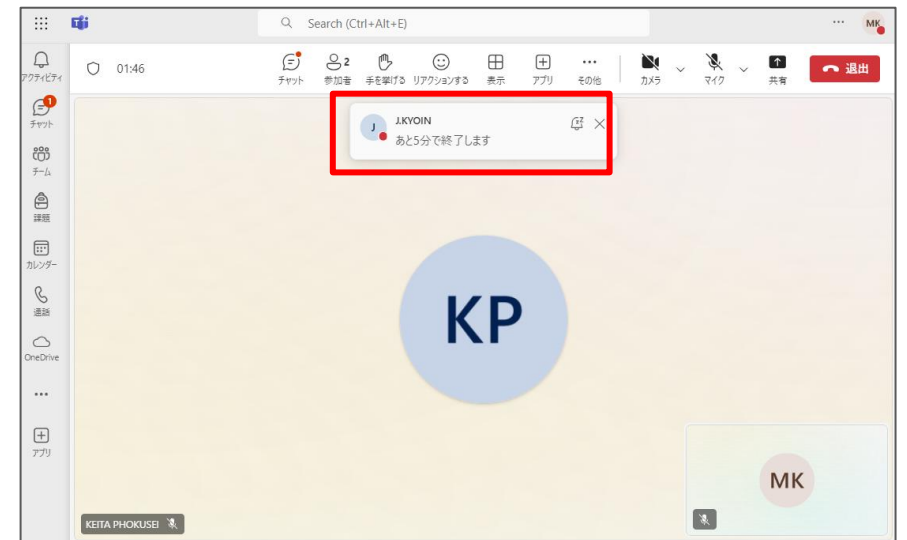 Search (Ctrl+Alt+E)
MK
アクティビティ
チャット
1
チーム
課題
カレンダー
通話
OneDrive
アプリ
01:46
チャット
2
参加者
手を挙げる
リアクションする
表示
アプリ
その他
カメラ
マイク
共有
退出
J
J.KYOIN
あと5分で終了します
KP
MK
KEITA PHOKUSEI